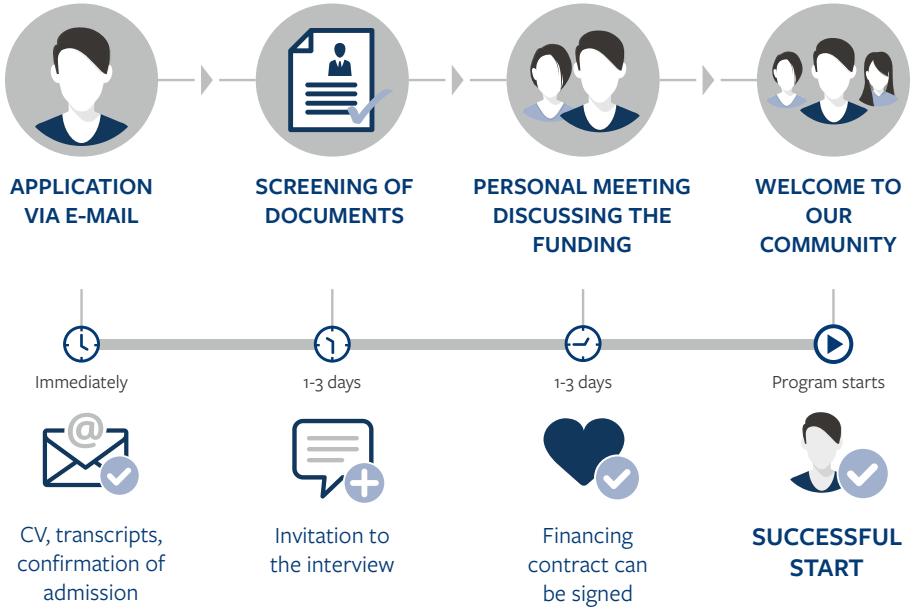 APPLICATION
VIA E-MAIL
SCREENING OF
DOCUMENTS
PERSONAL MEETING
DISCUSSING THE
FUNDING
WELCOME TO
OUR
COMMUNITY
Immediately
1-3 days
1-3 days
Program starts
@
CV, transcripts,
confirmation of
admission
Invitation to
the interview
Financing
contract can
be signed
SUCCESSFUL
START